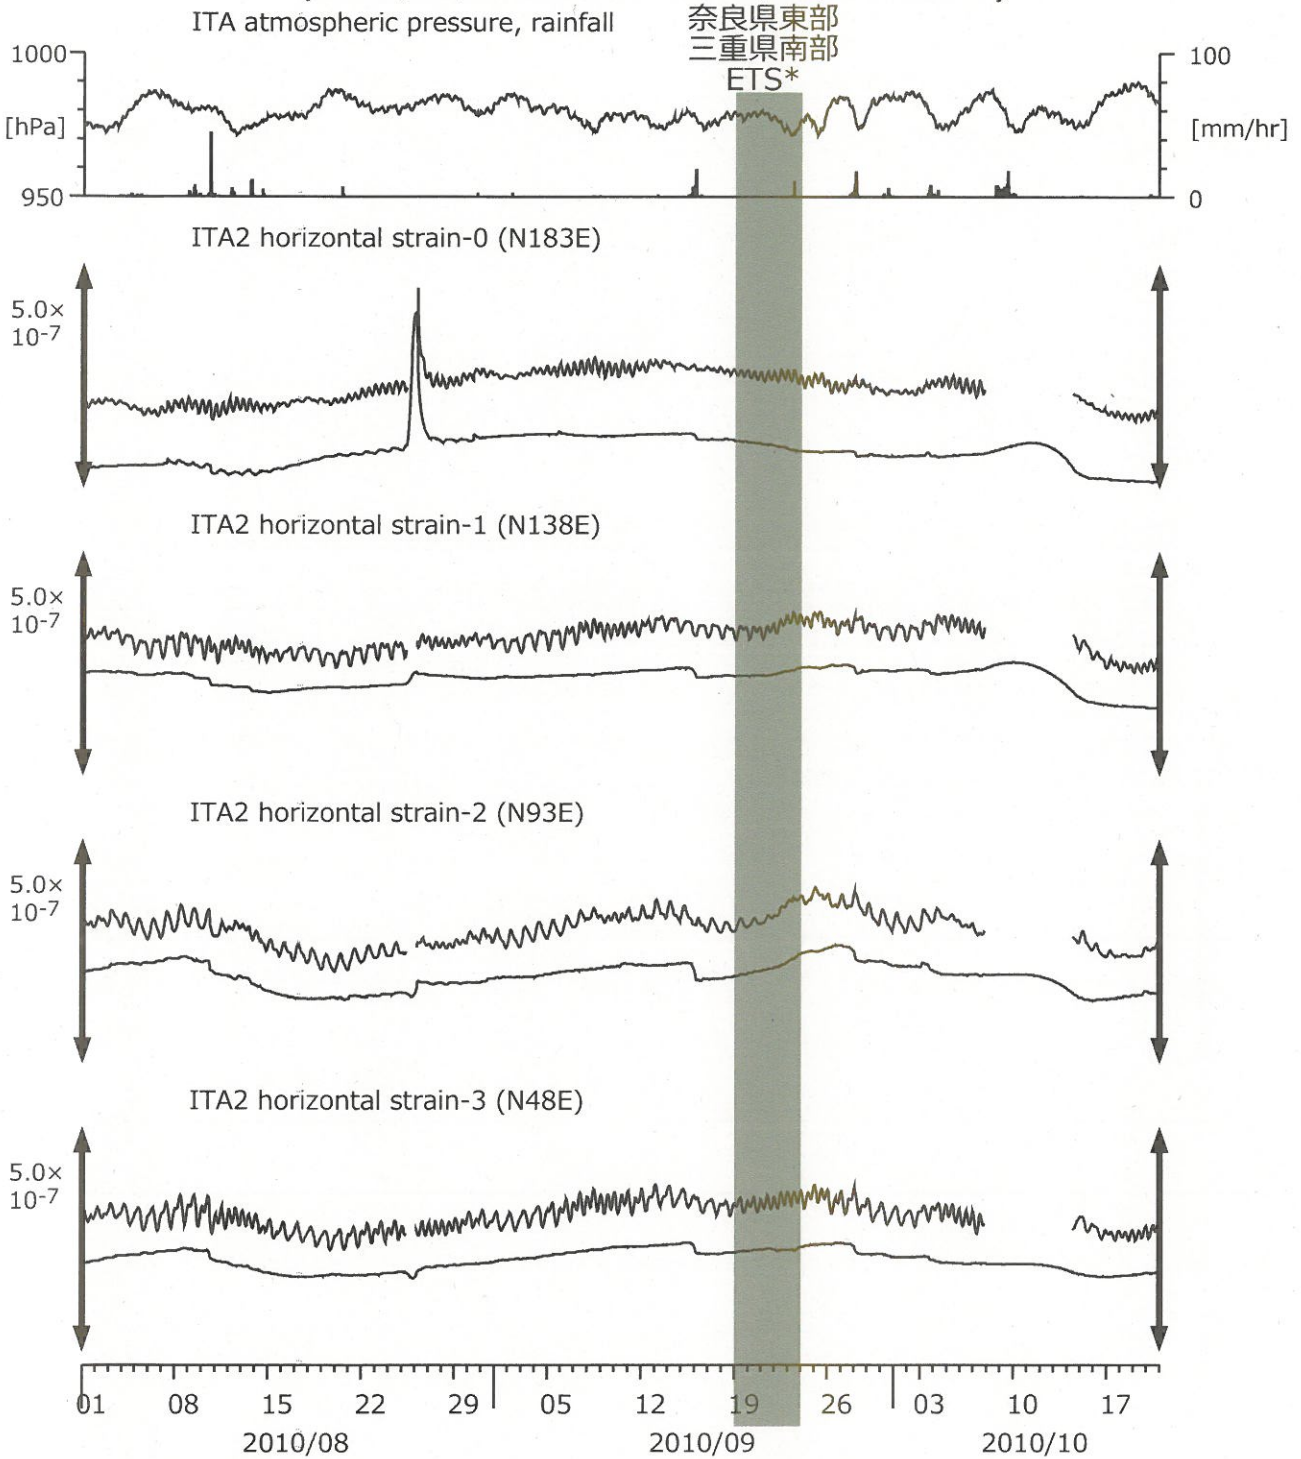 ITA atmospheric pressure, rainfall
奈良県東部
三重県南部
ETS*
1000
[hPa]
950
100
[mm/hr]
0
ITA2 horizontal strain-0 (N183E)
5.0×
10-7
ITA2 horizontal strain-1 (N138E)
5.0×
10-7
ITA2 horizontal strain-2 (N93E)
5.0×
10-7
ITA2 horizontal strain-3 (N48E)
5.0×
10-7
01 08 15 22 29 05 12 19 26 03 10 17
2010/08 2010/09 2010/10